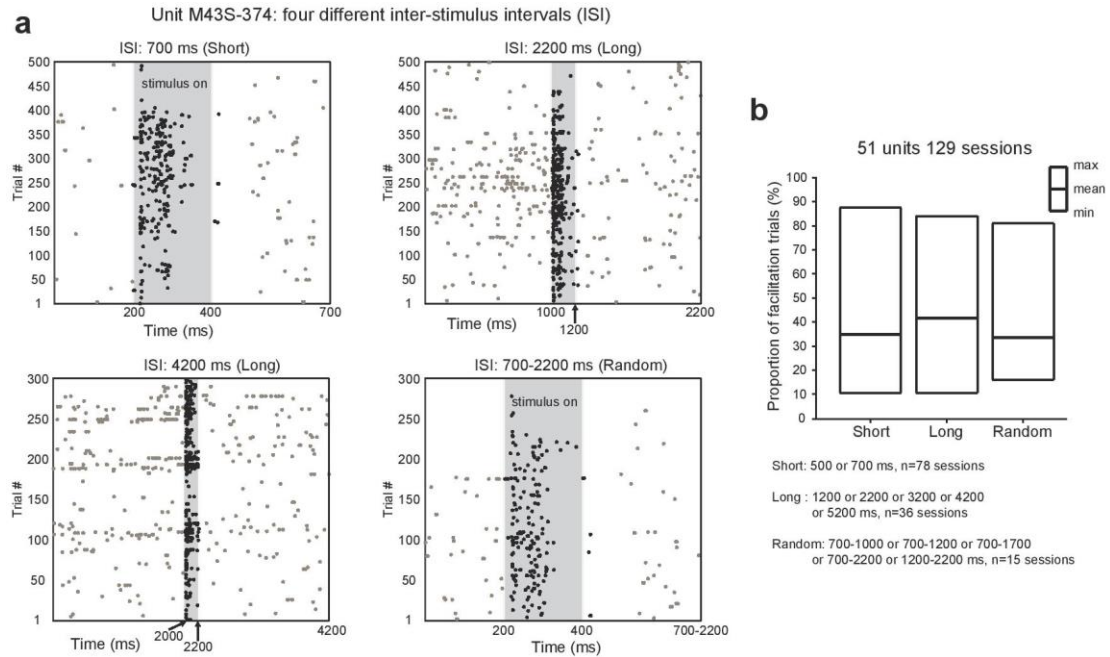 Unit M43S-374: four different inter-stimulus intervals (ISI)
a
ISI: 700 ms (Short)
500
450
400
350
300
250
200
150
100
50
1
Trial #
stimulus on
200
400
700
Time (ms)
ISI: 2200 ms (Long)
500
450
400
350
300
250
200
150
100
50
1
Trial #
1000
1200
2200
Time (ms)
ISI: 4200 ms (Long)
300
250
200
150
100
50
1
Trial #
2000
2200
4200
Time (ms)
ISI: 700-2200 ms (Random)
300
250
200
150
100
50
1
Trial #
stimulus on
200
400
700-2200
Time (ms)
b
51 units 129 sessions
max
mean
min
100
90
80
70
60
50
40
30
20
10
0
Proportion of facilitation trials (%)
Short
Long
Random
Short: 500 or 700 ms, n=78 sessions
Long : 1200 or 2200 or 3200 or 4200
or 5200 ms, n=36 sessions
Random: 700-1000 or 700-1200 or 700-1700
or 700-2200 or 1200-2200 ms, n=15 sessions